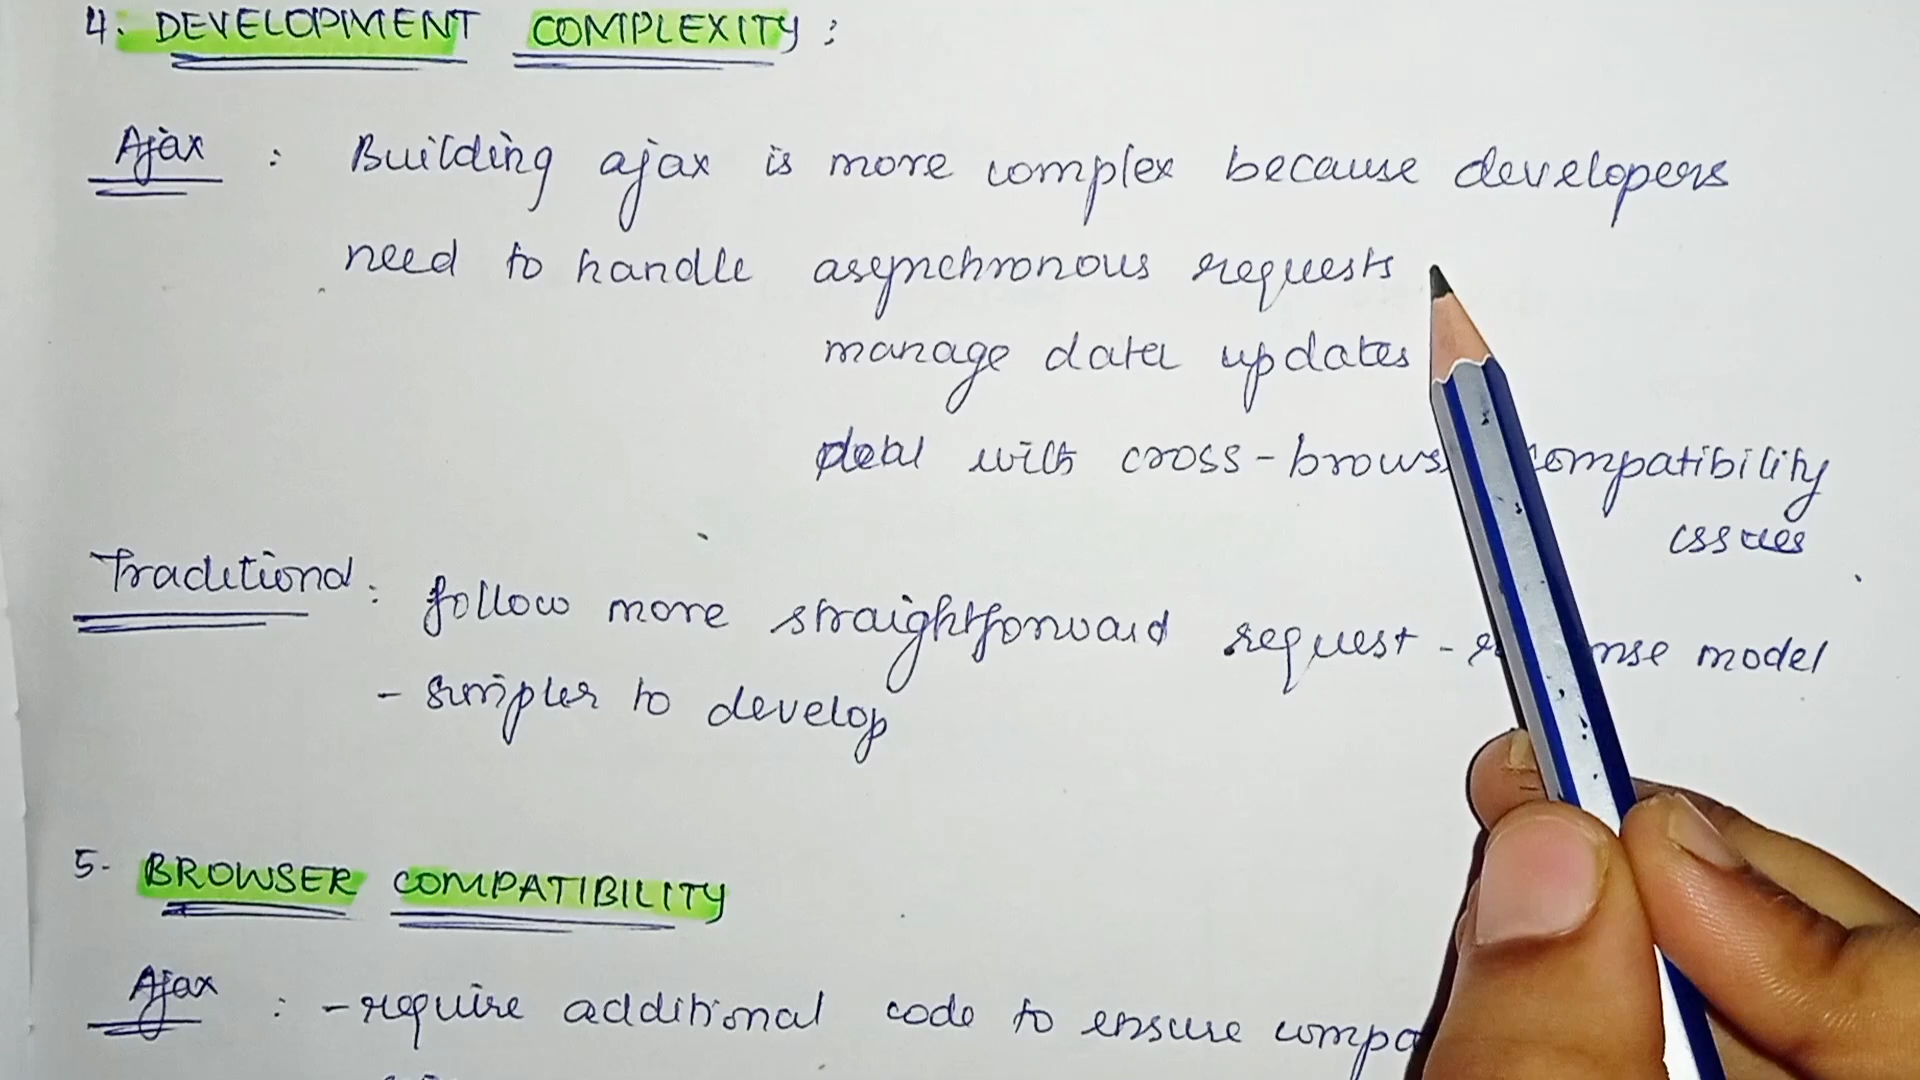 4. DEVELOPMENT COMPLEXITY :
Ajax : Building ajax is more complex because developers
need to handle asynchronous requests
manage data updates
deal with cross-brows compatibility
issues
Traditional : follow more straightforward request - nse model
- simpler to develop
5. BROWSER COMPATIBILITY
Ajax : - require additional code to ensure compa